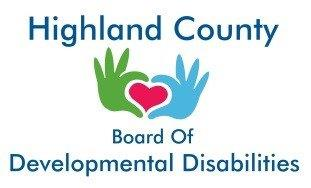 Highland County
Board Of
Developmental Disabilities